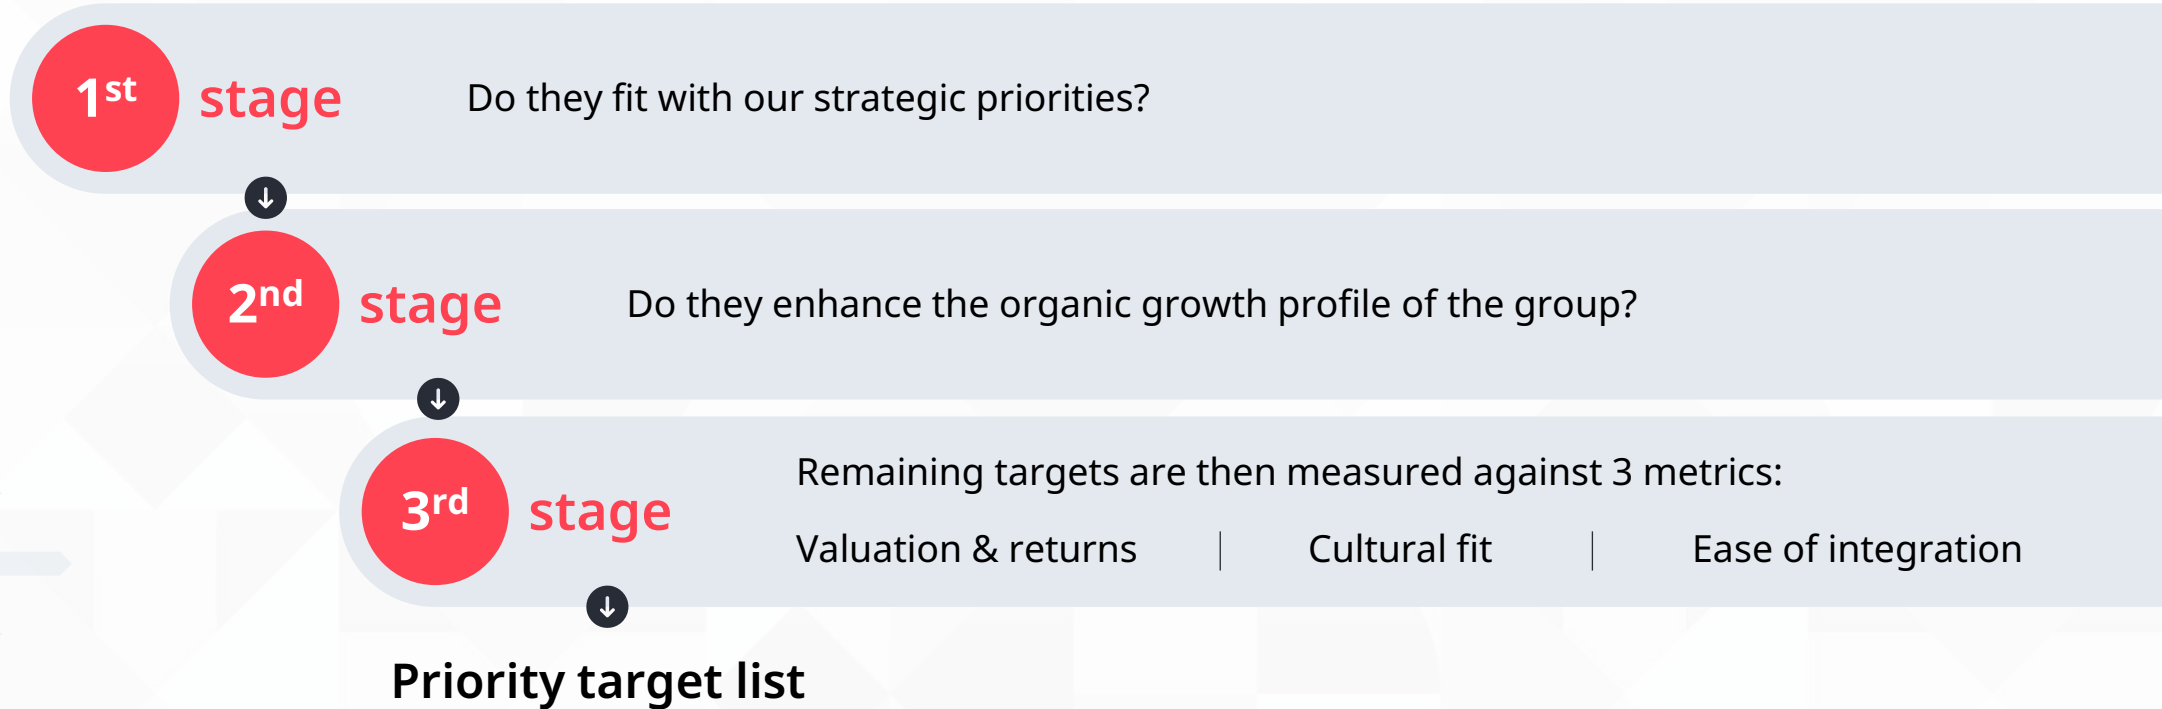 1st stage Do they fit with our strategic priorities?
2nd stage Do they enhance the organic growth profile of the group?
3rd stage
Remaining targets are then measured against 3 metrics:
Valuation & returns | Cultural fit | Ease of integration
Priority target list